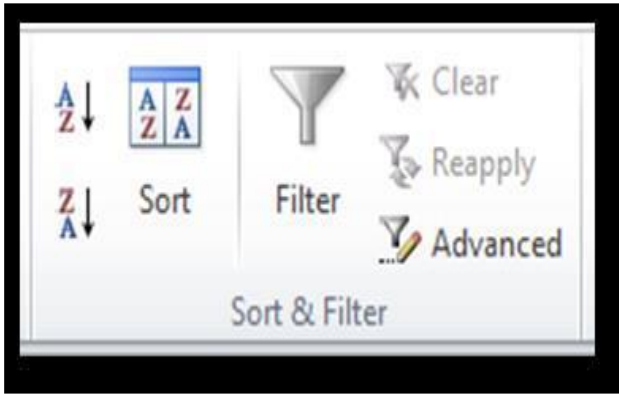 A
Z
A Z
Z A
Z
A
Sort
Filter
Clear
Reapply
Advanced
Sort & Filter